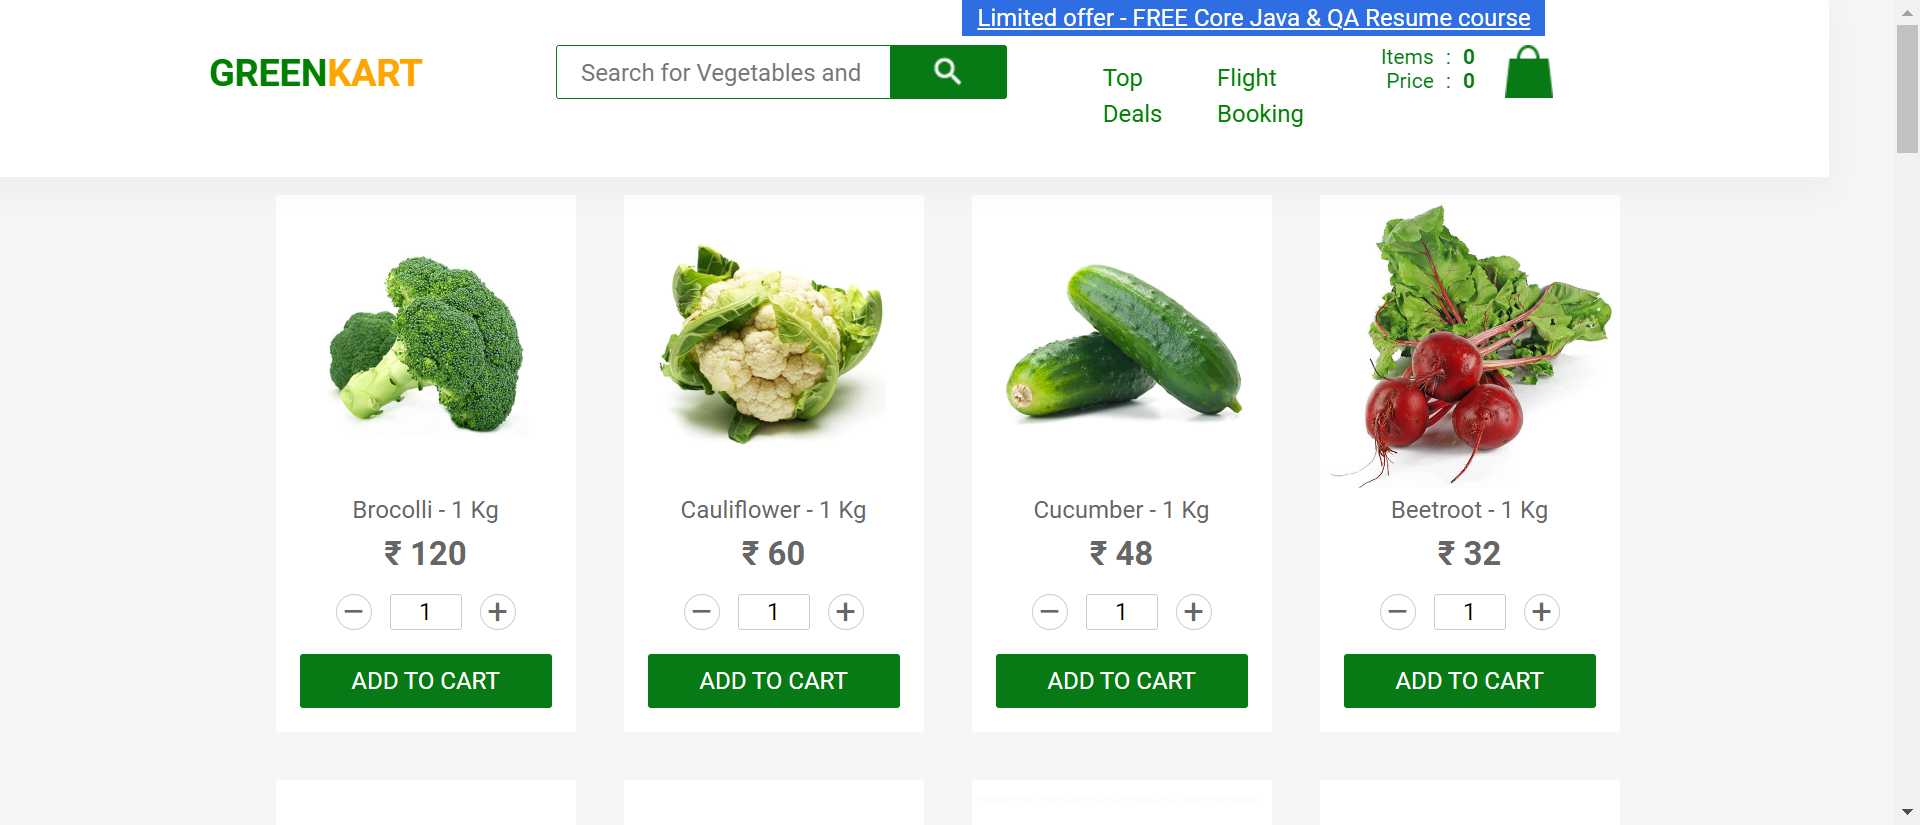 Limited offer - FREE Core Java & QA Resume course
GREENKART
Search for Vegetables and
Top Deals
Flight Booking
Items : 0
Price : 0
Brocolli - 1 Kg
₹ 120
− 1 +
ADD TO CART
Cauliflower - 1 Kg
₹ 60
− 1 +
ADD TO CART
Cucumber - 1 Kg
₹ 48
− 1 +
ADD TO CART
Beetroot - 1 Kg
₹ 32
− 1 +
ADD TO CART